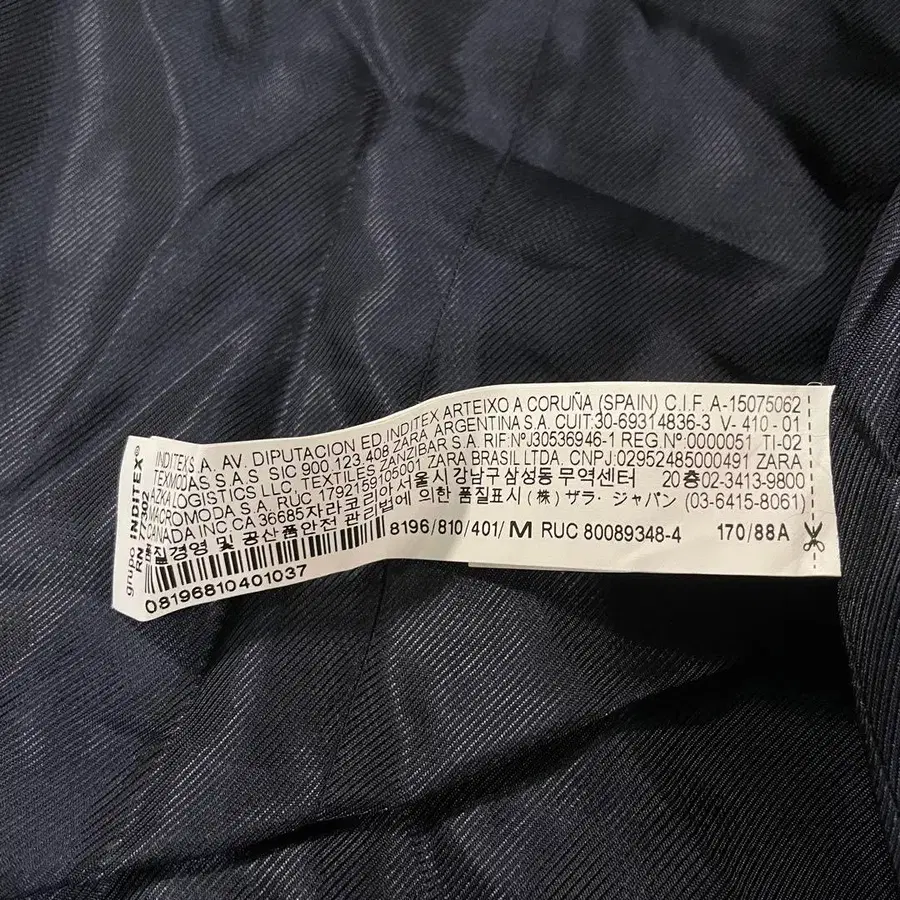 grupo INDITEX®
RN 77302
INDITEX S.A. AV. DIPUTACION ED. INDITEX ARTEIXO A CORUÑA (SPAIN) C.I.F. A-15075062
TEXMODAS S.A.S. SIC 900.123.408 ZARA ARGENTINA S.A. CUIT.30-69314836-3 V- 410 - 01
AZKA LOGISTICS LLC. TEXTILES ZANZIBAR S.A. RIF.NºJ30536946-1 REG.Nº 0000051 TI-02
MACROMODA S.A. RUC 1792159105001 ZARA BRASIL LTDA. CNPJ:02952485000491 ZARA
CANADA INC. CA 36685 자라코리아 서울시 강남구 삼성동 무역센터 20층 02-3413-9800
경영 및 공산품안전 관리법에 의한 품질표시 (株) ザラ・ジャパン (03-6415-8061)
8196/810/401/ M RUC 80089348-4 170/88A
08196810401037